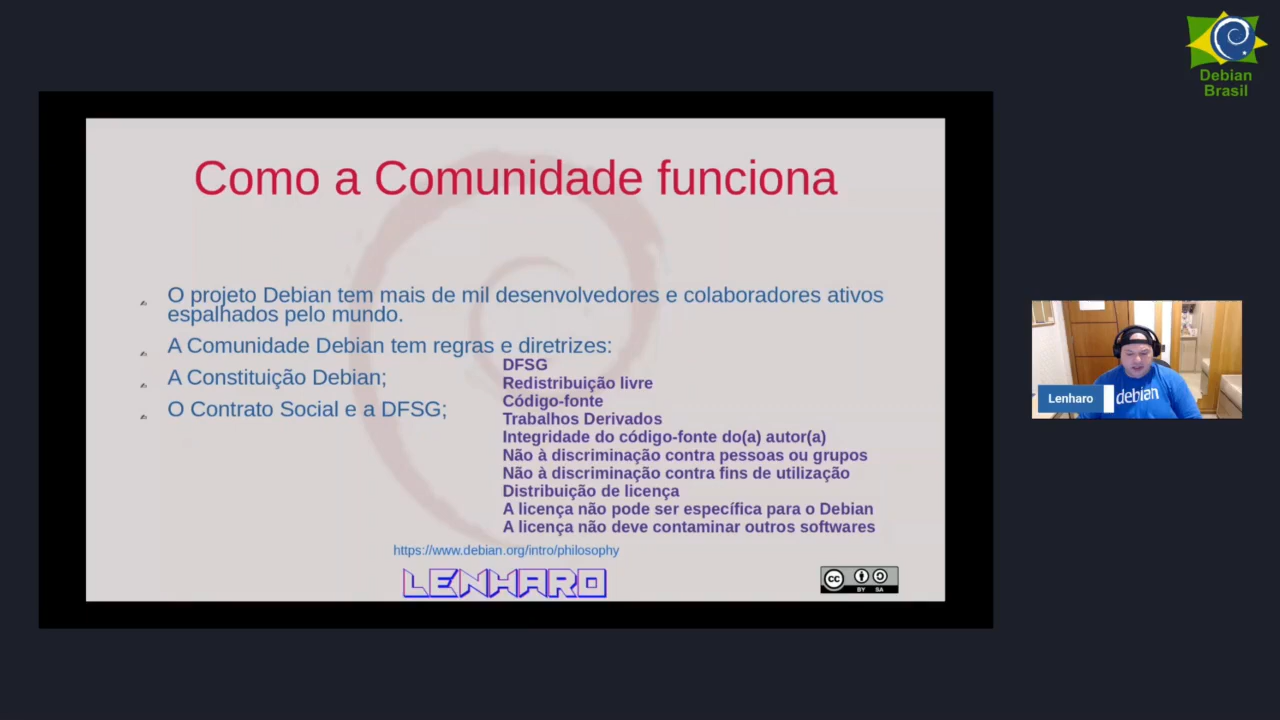 Debian
Brasil
Como a Comunidade funciona
O projeto Debian tem mais de mil desenvolvedores e colaboradores ativos
espalhados pelo mundo.
A Comunidade Debian tem regras e diretrizes:
A Constituição Debian;
O Contrato Social e a DFSG;
DFSG
Redistribuição livre
Código-fonte
Trabalhos Derivados
Integridade do código-fonte do(a) autor(a)
Não à discriminação contra pessoas ou grupos
Não à discriminação contra fins de utilização
Distribuição de licença
A licença não pode ser específica para o Debian
A licença não deve contaminar outros softwares
https://www.debian.org/intro/philosophy
LENHARO
cc BY SA
Lenharo
debian